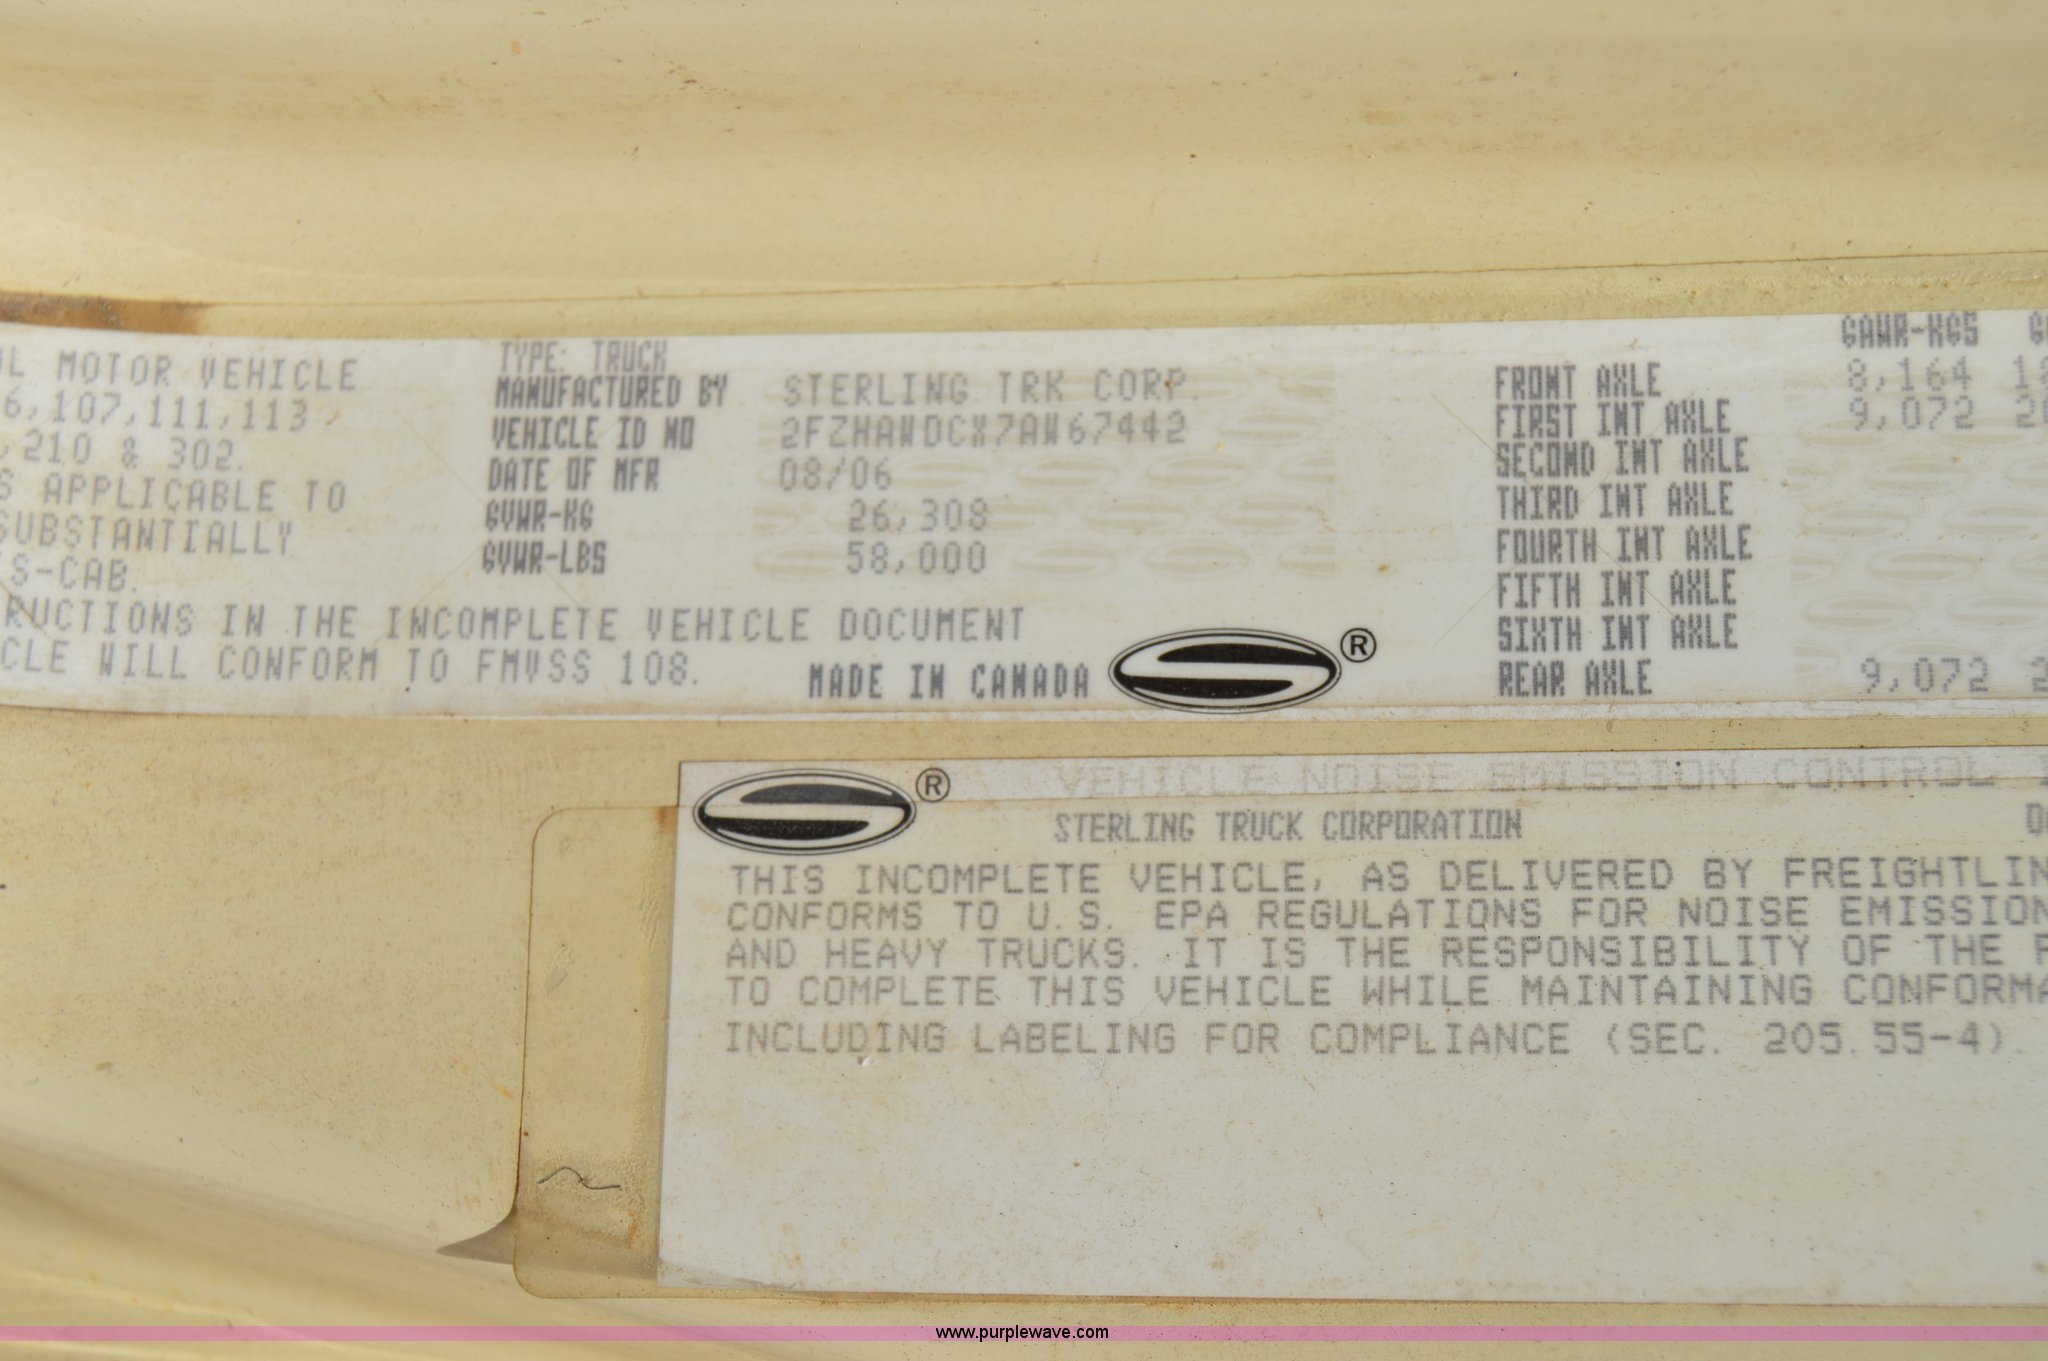 MOTOR VEHICLE
6,107,111,113
,210 & 302.
S APPLICABLE TO
SUBSTANTIALLY
S-CAB.
RUCTIONS IN THE INCOMPLETE VEHICLE DOCUMENT
CLE WILL CONFORM TO FMVSS 108.
TYPE: TRUCK
MANUFACTURED BY STERLING TRK CORP.
VEHICLE ID NO 2FZHAWDCX7AW67442
DATE OF MFR 08/06
GVWR-KG 26,308
GVWR-LBS 58,000
MADE IN CANADA ®
GAWR-KGS
FRONT AXLE 8,164
FIRST INT AXLE 9,072
SECOND INT AXLE
THIRD INT AXLE
FOURTH INT AXLE
FIFTH INT AXLE
SIXTH INT AXLE
REAR AXLE 9,072
® VEHICLE NOISE EMISSION CONTROL
STERLING TRUCK CORPORATION
THIS INCOMPLETE VEHICLE, AS DELIVERED BY FREIGHTLIN
CONFORMS TO U.S. EPA REGULATIONS FOR NOISE EMISSION
AND HEAVY TRUCKS. IT IS THE RESPONSIBILITY OF THE
TO COMPLETE THIS VEHICLE WHILE MAINTAINING CONFORMA
INCLUDING LABELING FOR COMPLIANCE (SEC. 205.55-4).
www.purplewave.com